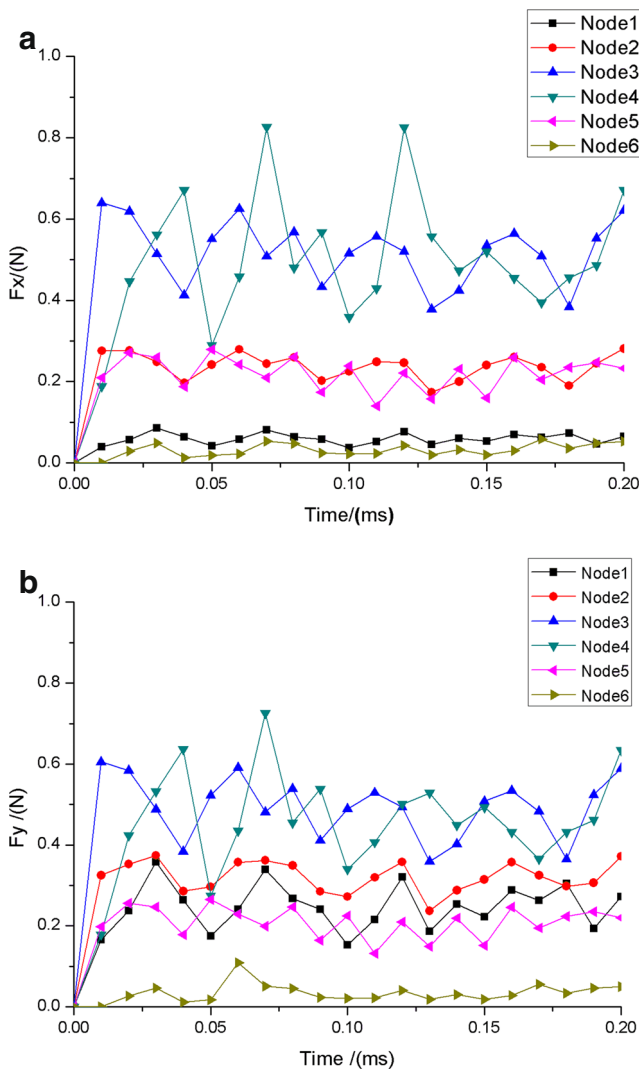 a
Node1
Node2
Node3
Node4
Node5
Node6
1.0
0.8
0.6
0.4
0.2
0.0
Fx/(N)
0.00
0.05
0.10
0.15
0.20
Time/(ms)
b
Node1
Node2
Node3
Node4
Node5
Node6
1.0
0.8
0.6
0.4
0.2
0.0
Fy /(N)
0.00
0.05
0.10
0.15
0.20
Time /(ms)